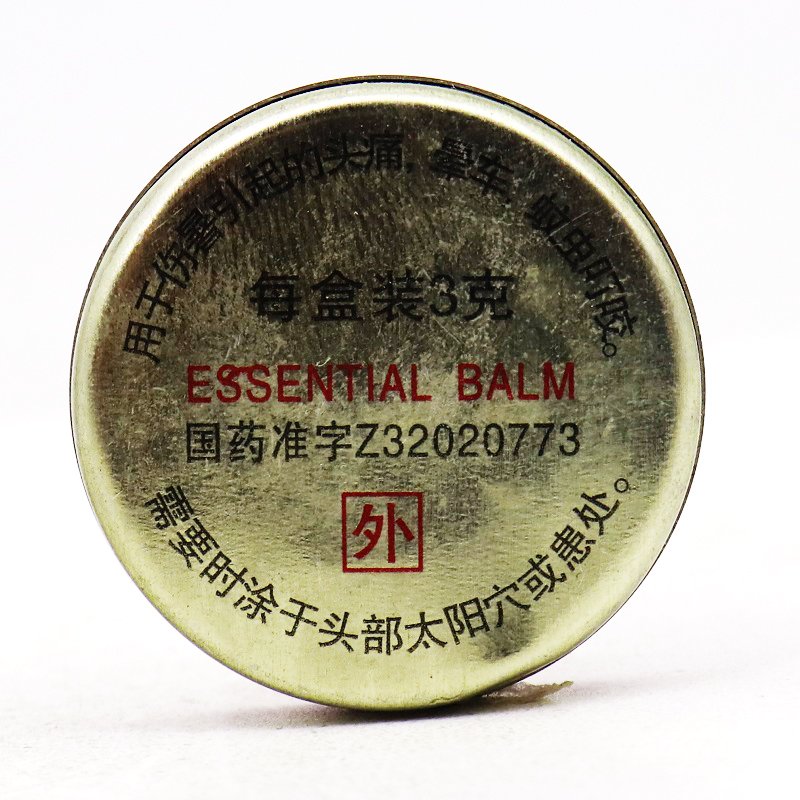 用于伤暑引起的头痛,晕车,蚊虫叮咬。
每盒装3克
ESSENTIAL BALM
国药准字Z32020773
外
需要时涂于头部太阳穴或患处。